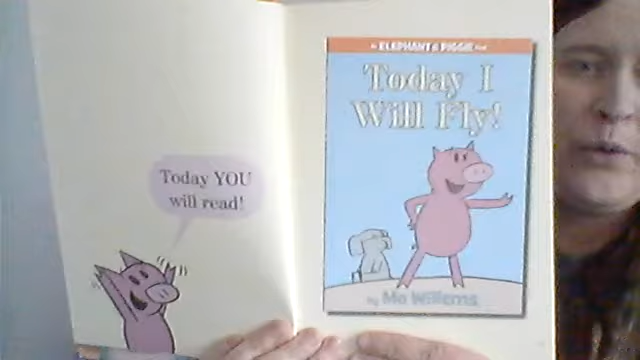 Today YOU
will read!
An ELEPHANT & PIGGIE Book
Today I
Will Fly!
by Mo Willems